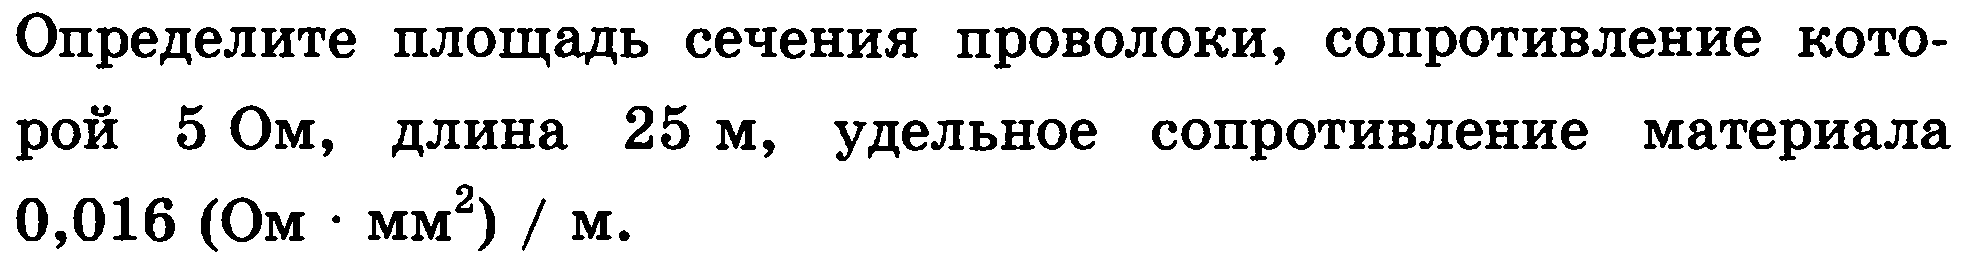 Определите площадь сечения проволоки, сопротивление кото-
рой 5 Ом, длина 25 м, удельное сопротивление материала
0,016 (Ом · мм²) / м.